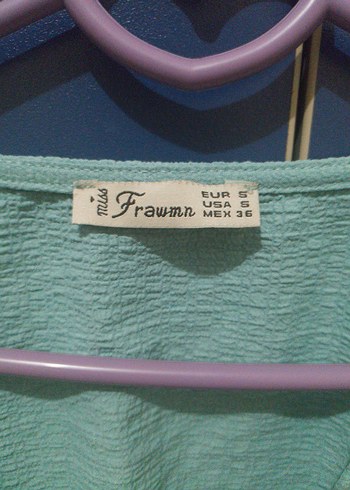 miss
Frawmn
EUR S
USA S
MEX 36